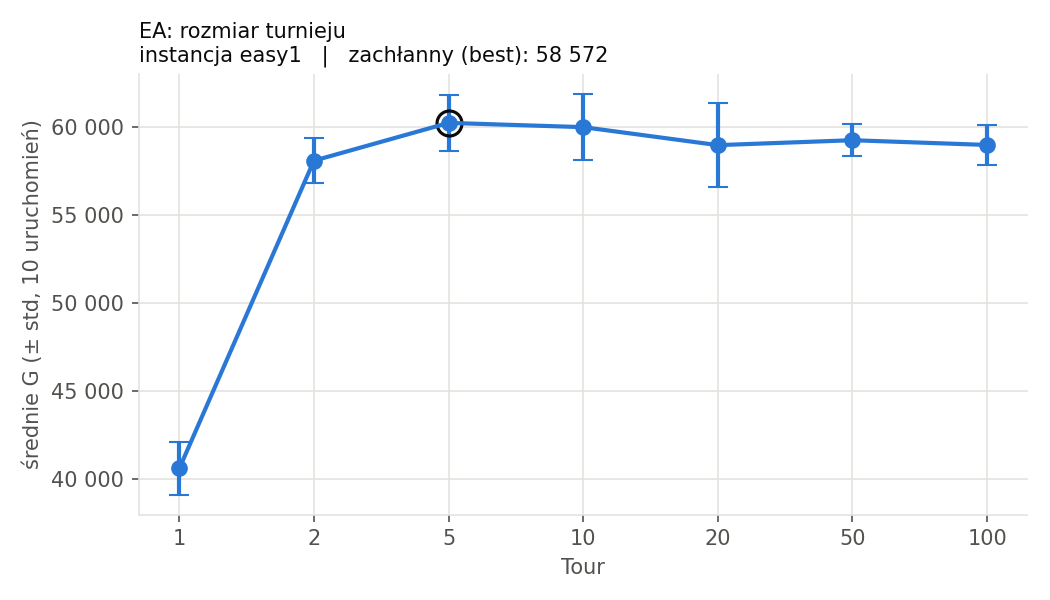 EA: rozmiar turnieju
instancja easy1 | zachłanny (best): 58 572
średnie G (± std, 10 uruchomień)
60 000
55 000
50 000
45 000
40 000
1 2 5 10 20 50 100
Tour